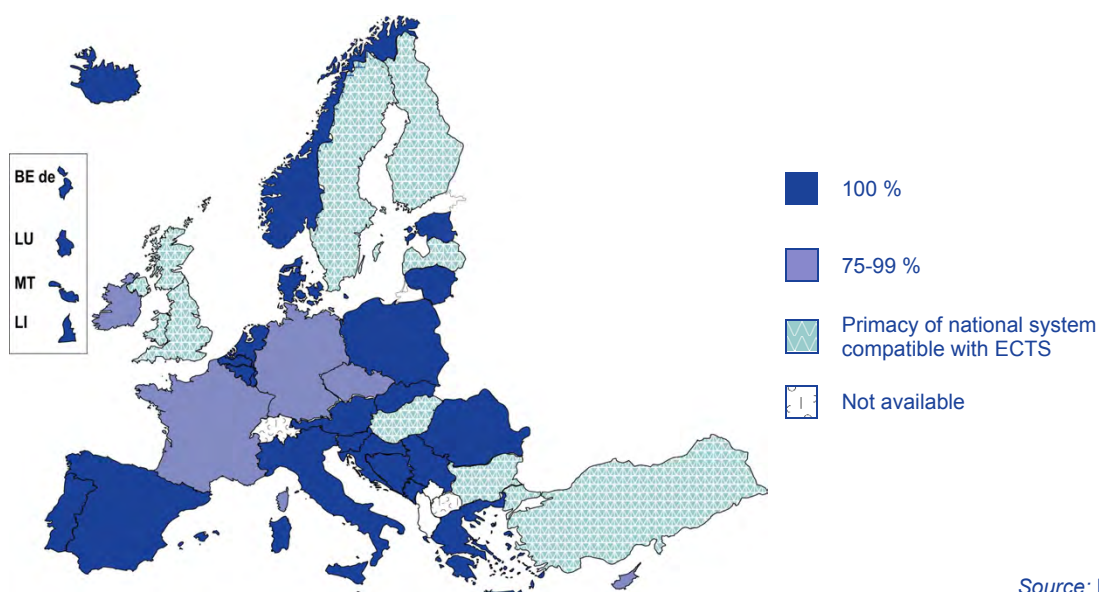 BE de
LU
MT
LI
100 %
75-99 %
Primacy of national system
compatible with ECTS
Not available
Source: